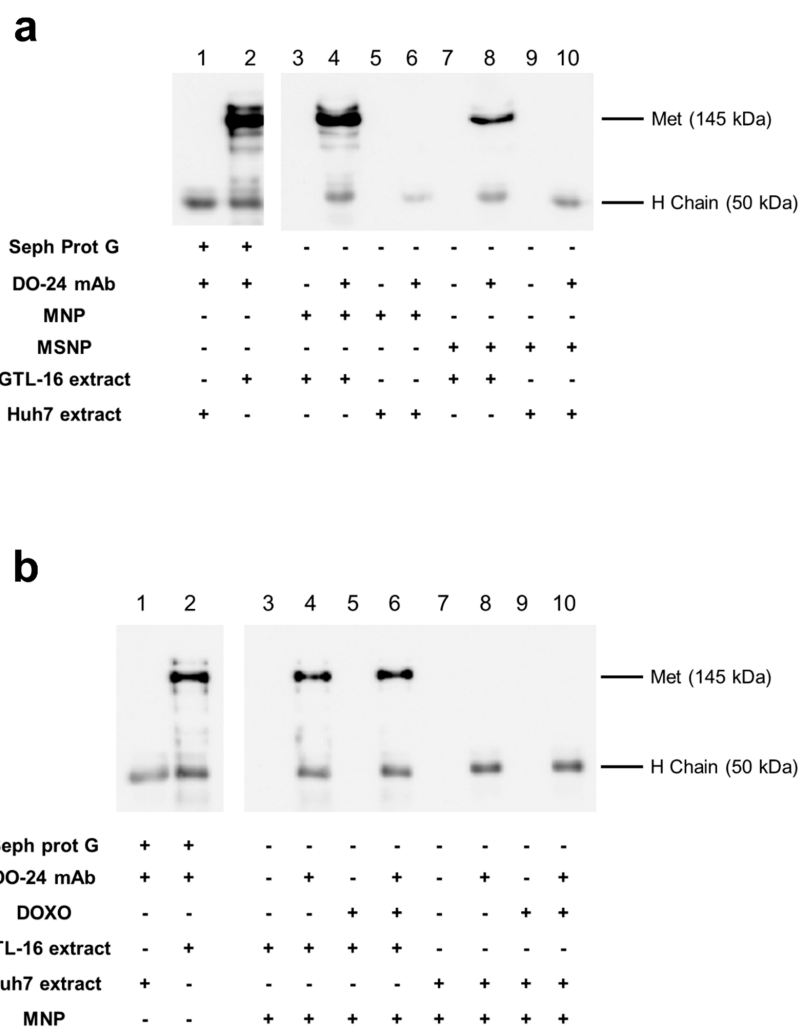 a
1 2 3 4 5 6 7 8 9 10
Met (145 kDa)
H Chain (50 kDa)
Seph Prot G + + - - - - - - - -
DO-24 mAb + + - + - + - + - +
MNP - - + + + + - - - -
MSNP - - - - - - + + + +
GTL-16 extract - + + + - - + + - -
Huh7 extract + - - - + + - - + +
b
1 2 3 4 5 6 7 8 9 10
Met (145 kDa)
H Chain (50 kDa)
Seph prot G + + - - - - - - - -
DO-24 mAb + + - + - + - + - +
DOXO - - - - + + - - + +
TL-16 extract - + + + + + - - - -
uh7 extract + - - - - - + + + +
MNP - - + + + + + + + +